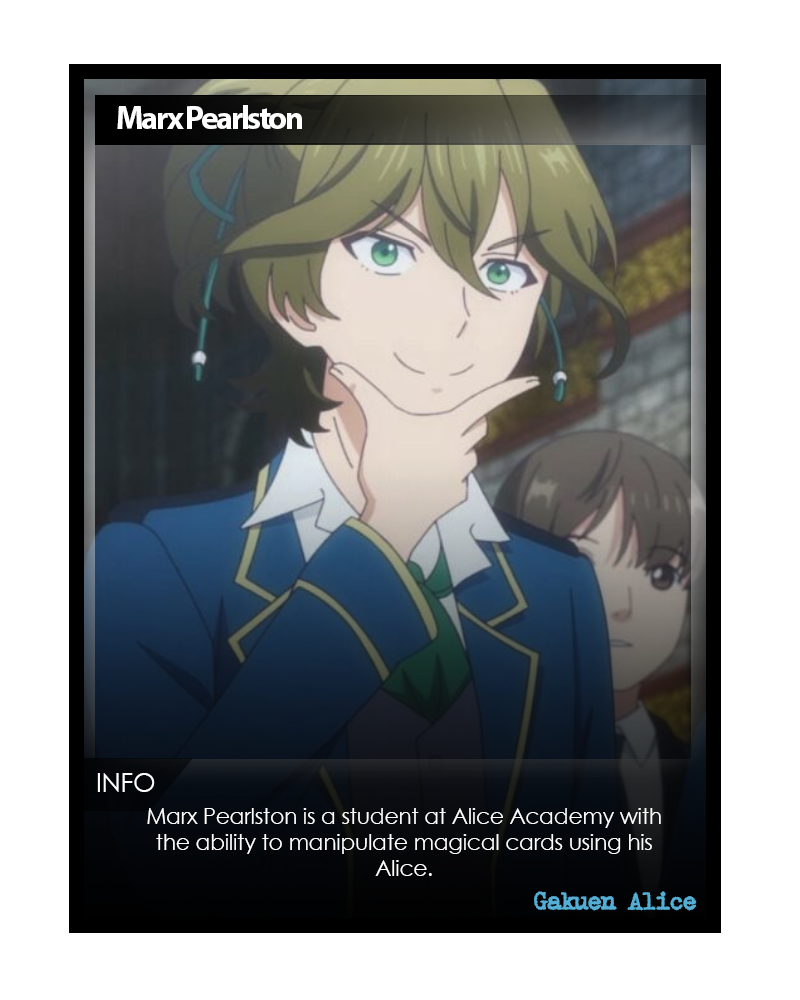 Marx Pearlston
INFO
Marx Pearlston is a student at Alice Academy with
the ability to manipulate magical cards using his
Alice.
Gakuen Alice